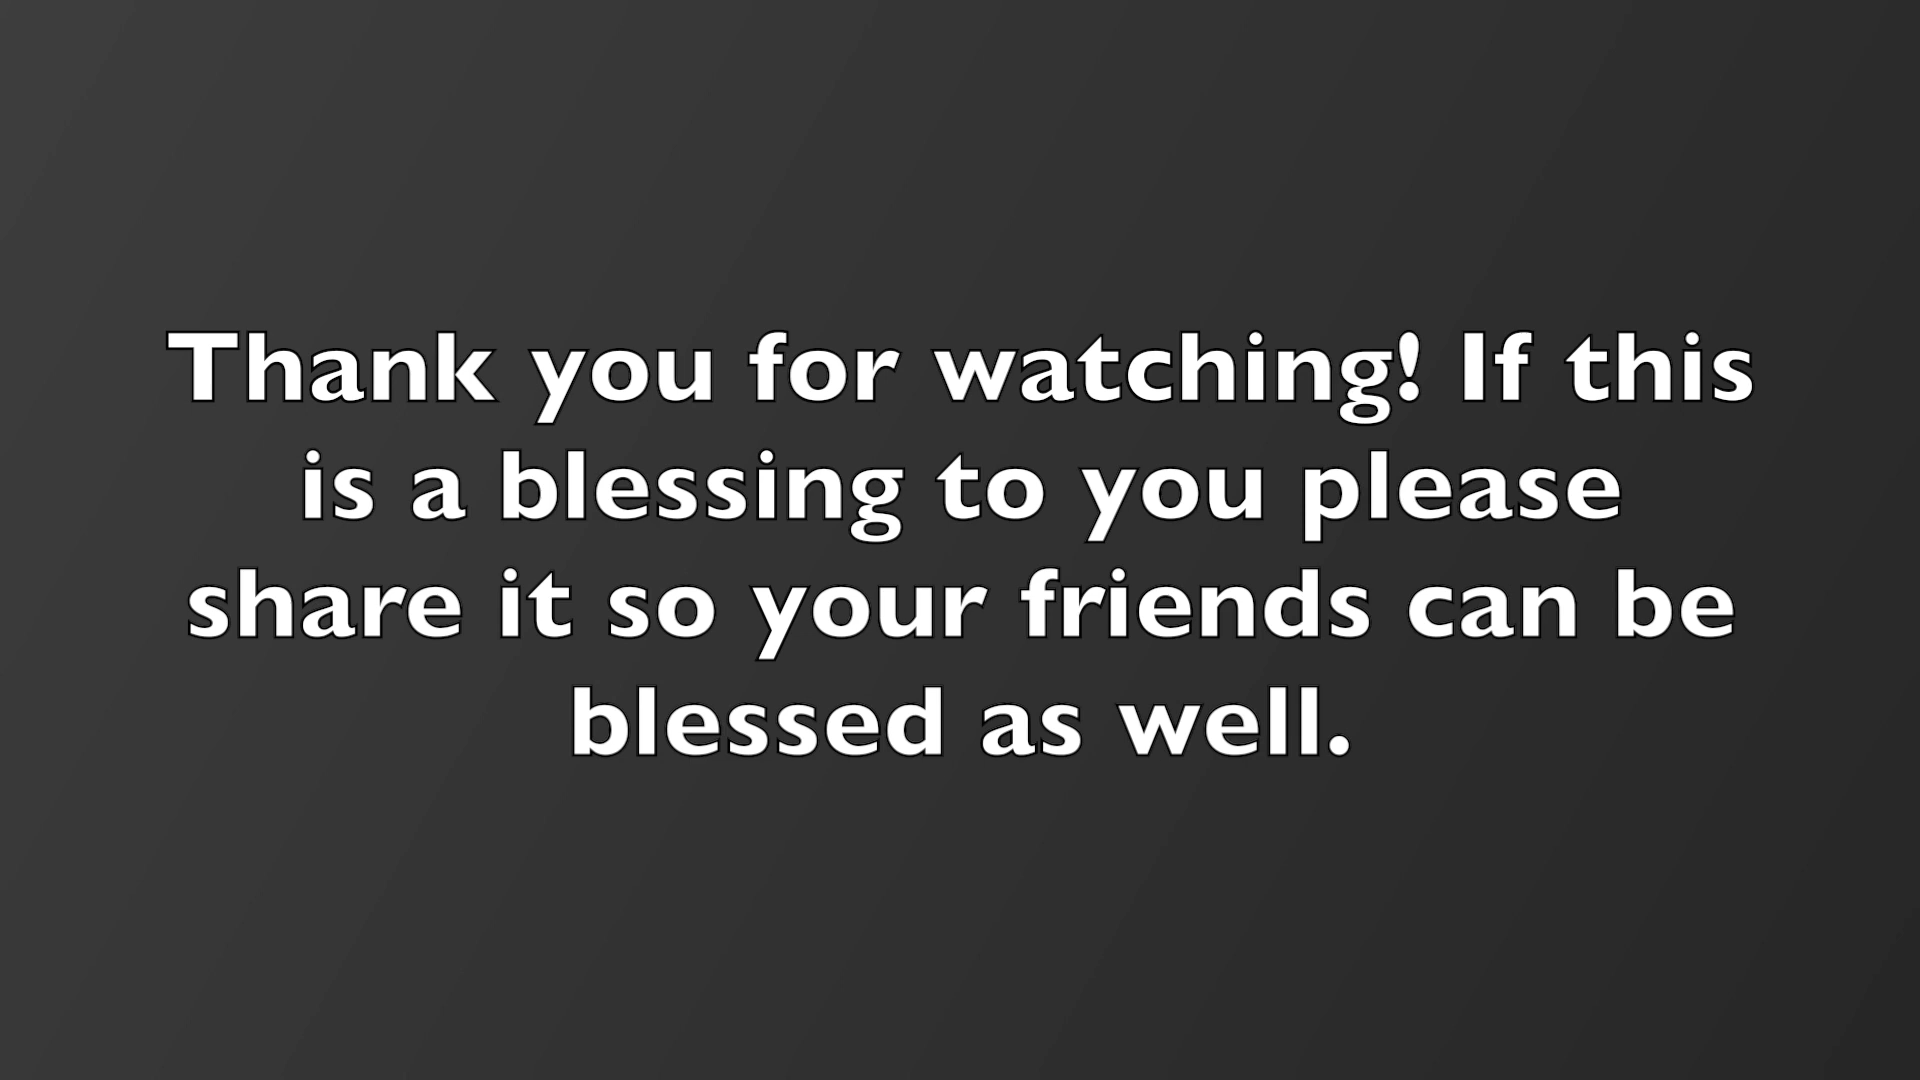 Thank you for watching! If this
is a blessing to you please
share it so your friends can be
blessed as well.